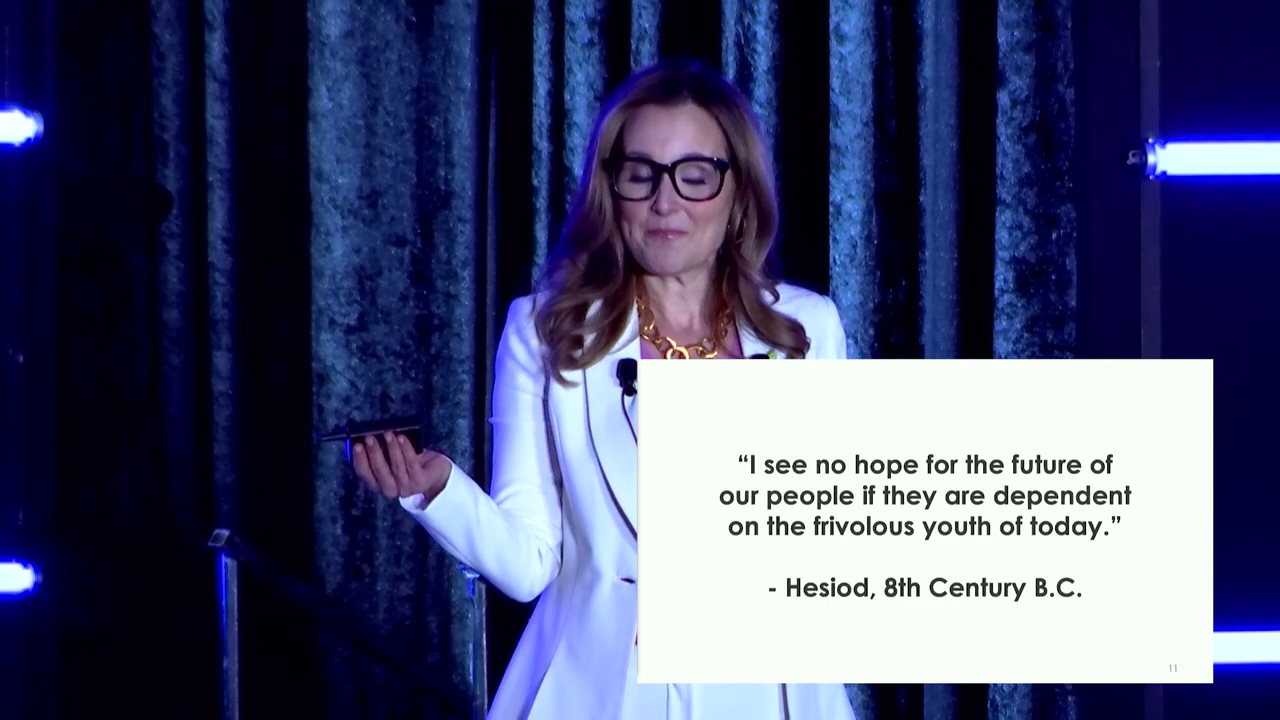 “I see no hope for the future of
our people if they are dependent
on the frivolous youth of today.”
- Hesiod, 8th Century B.C.
11